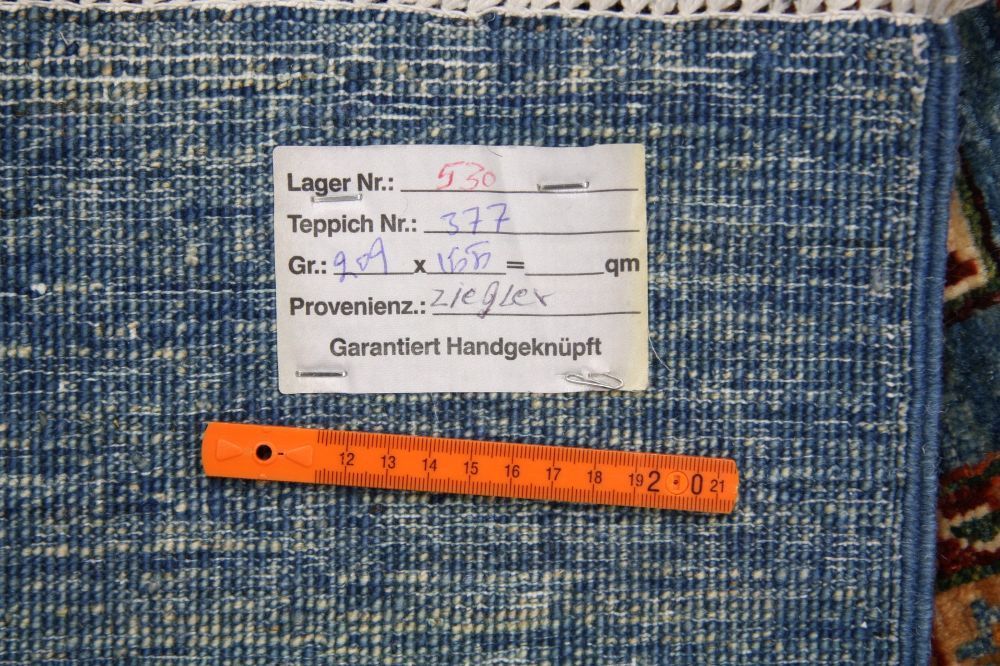 Lager Nr.: 530
Teppich Nr.: 377
Gr.: 209 x 155 = qm
Provenienz.: Ziegler
Garantiert Handgeknüpft
12 13 14 15 16 17 18 19 20 21